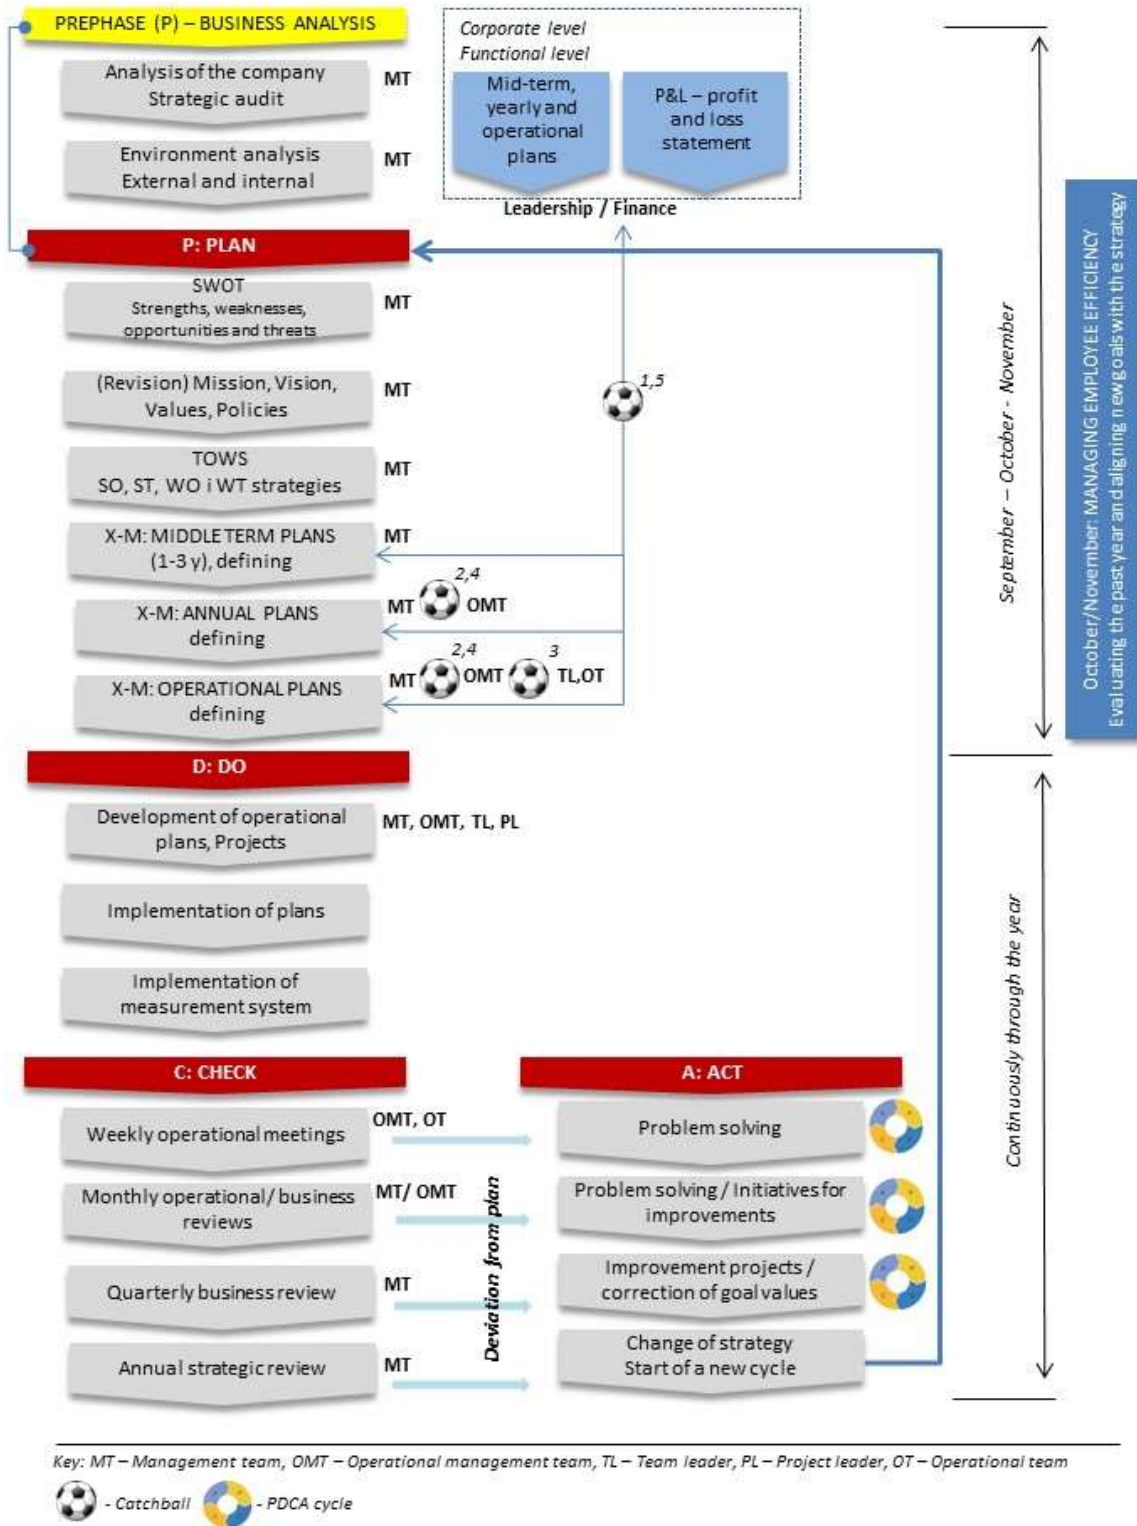 PREPHASE (P) – BUSINESS ANALYSIS
Analysis of the company
Strategic audit
MT
Environment analysis
External and internal
MT
Corporate level
Functional level
Mid-term,
yearly and
operational
plans
P&L – profit
and loss
statement
Leadership / Finance
P: PLAN
SWOT
Strengths, weaknesses,
opportunities and threats
MT
(Revision) Mission, Vision,
Values, Policies
MT
1,5
TOWS
SO, ST, WO i WT strategies
MT
X-M: MIDDLE TERM PLANS
(1-3 y), defining
MT
X-M: ANNUAL PLANS
defining
MT
2,4
OMT
X-M: OPERATIONAL PLANS
defining
MT
2,4
OMT
3
TL,OT
September – October - November
October/November: MANAGING EMPLOYEE EFFICIENCY
Evaluating the past year and aligning new goals with the strategy
D: DO
Development of operational
plans, Projects
MT, OMT, TL, PL
Implementation of plans
Implementation of
measurement system
Continuously through the year
C: CHECK
A: ACT
Weekly operational meetings
OMT, OT
Problem solving
Monthly operational/ business
reviews
MT/ OMT
Problem solving / Initiatives for
improvements
Quarterly business review
MT
Improvement projects /
correction of goal values
Annual strategic review
MT
Change of strategy
Start of a new cycle
Deviation from plan
Key: MT – Management team, OMT – Operational management team, TL – Team leader, PL – Project leader, OT – Operational team
- Catchball
- PDCA cycle